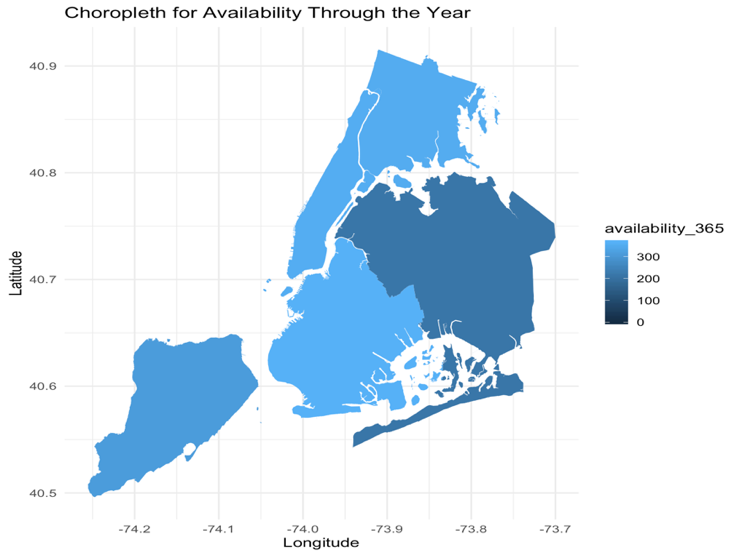 Choropleth for Availability Through the Year
40.9
40.8
40.7
40.6
40.5
Latitude
-74.2 -74.1 -74.0 -73.9 -73.8 -73.7
Longitude
availability_365
300
200
100
0